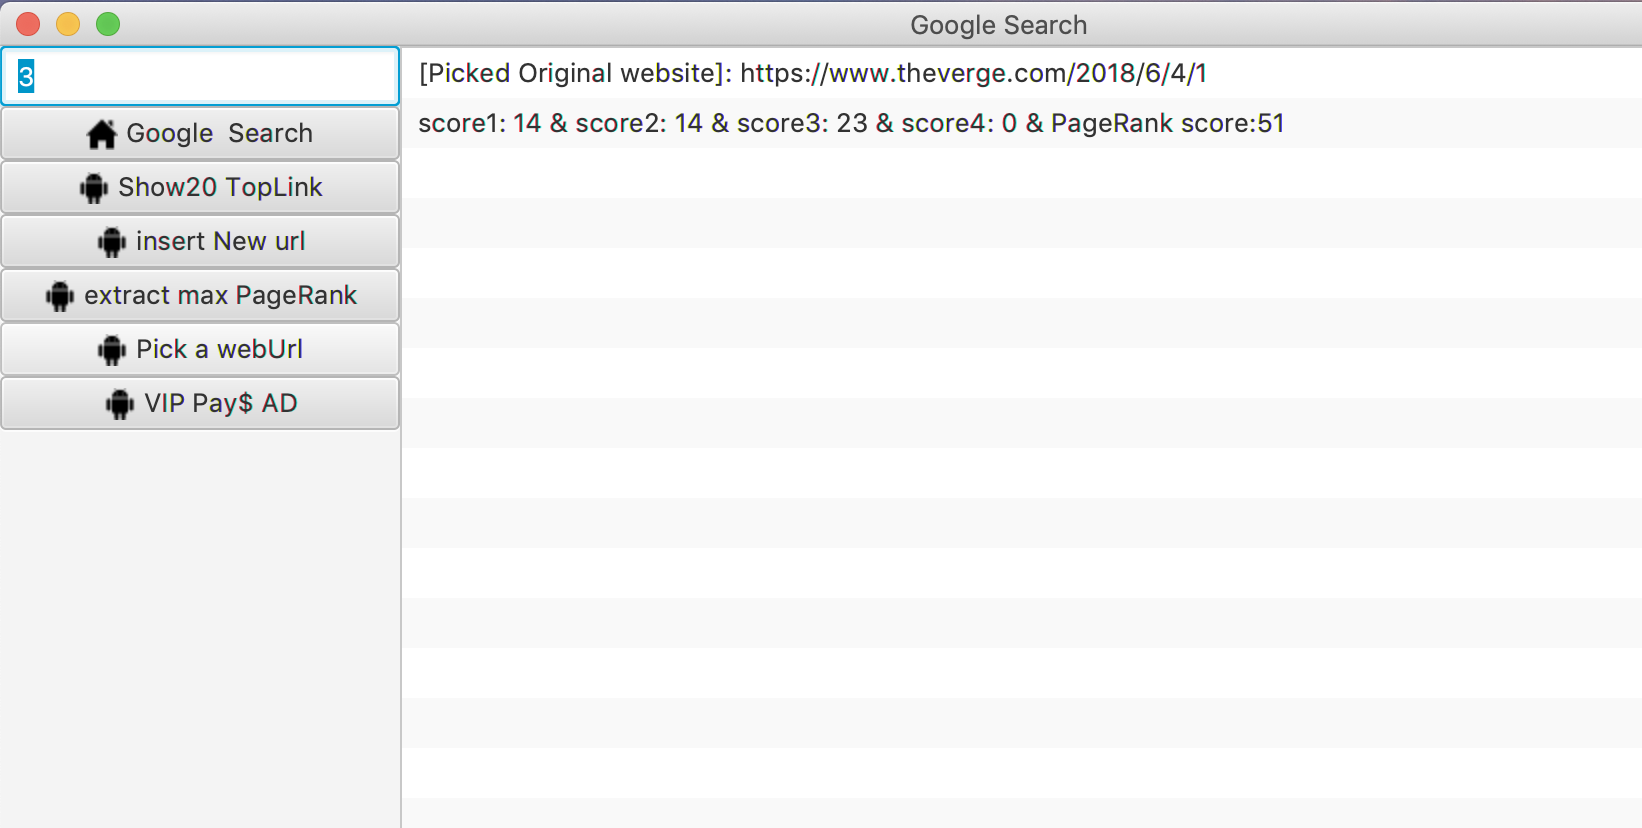 Google Search
3
Google  Search
Show20 TopLink
insert New url
extract max PageRank
Pick a webUrl
VIP Pay$ AD
[Picked Original website]: https://www.theverge.com/2018/6/4/1
score1: 14 & score2: 14 & score3: 23 & score4: 0 & PageRank score:51